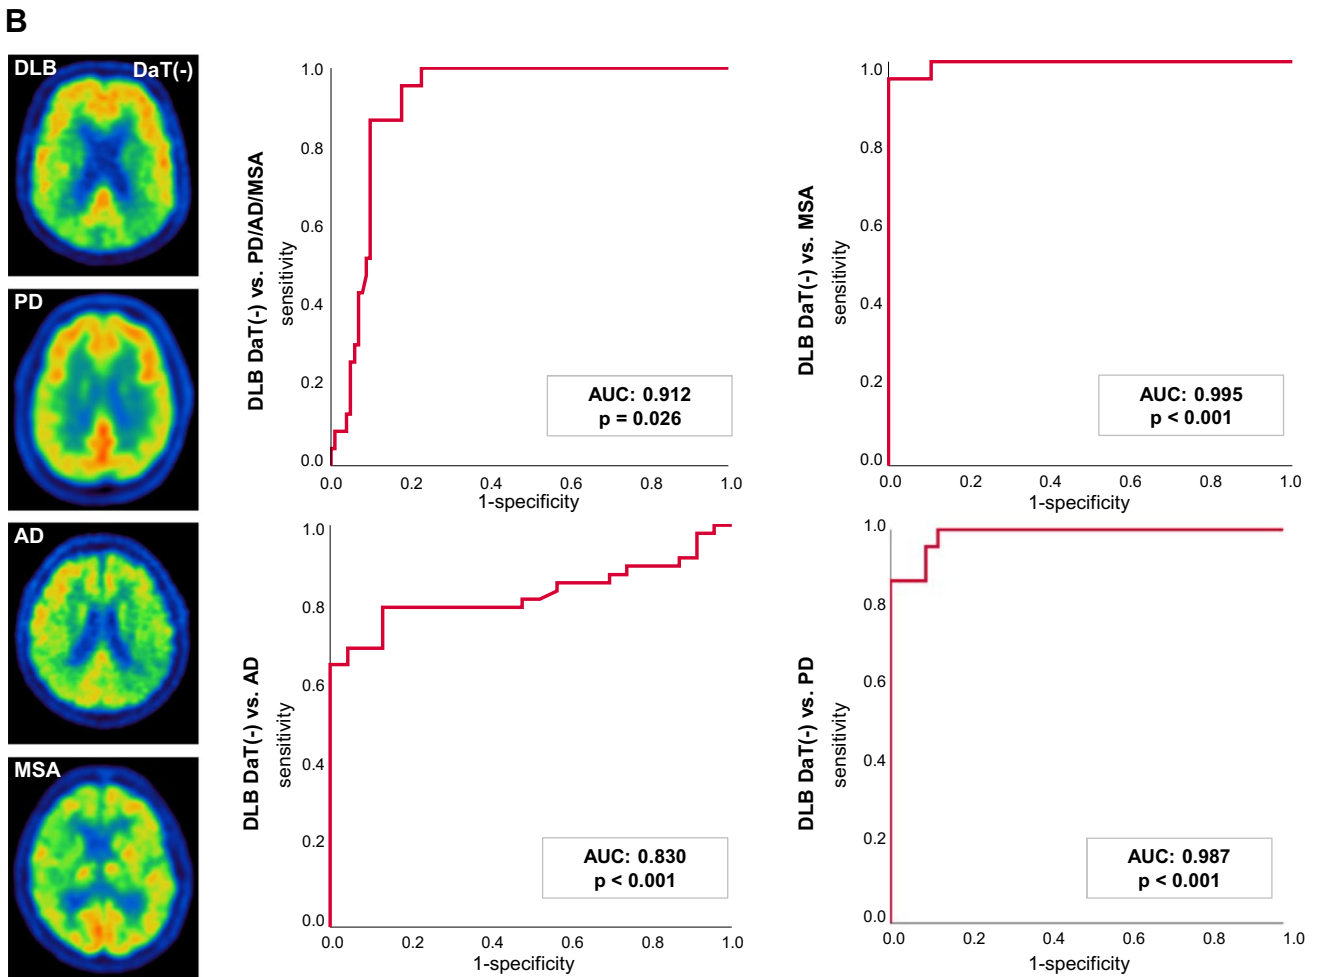 B
DLB DaT(-)
PD
AD
MSA
DLB DaT(-) vs. PD/AD/MSA
sensitivity
1.0
0.8
0.6
0.4
0.2
0.0
AUC: 0.912
p = 0.026
0.0 0.2 0.4 0.6 0.8 1.0
1-specificity
DLB DaT(-) vs. MSA
sensitivity
1.0
0.8
0.6
0.4
0.2
0.0
AUC: 0.995
p < 0.001
0.0 0.2 0.4 0.6 0.8 1.0
1-specificity
DLB DaT(-) vs. AD
sensitivity
1.0
0.8
0.6
0.4
0.2
0.0
AUC: 0.830
p < 0.001
0.0 0.2 0.4 0.6 0.8 1.0
1-specificity
DLB DaT(-) vs. PD
sensitivity
1.0
0.8
0.6
0.4
0.2
0.0
AUC: 0.987
p < 0.001
0.0 0.2 0.4 0.6 0.8 1.0
1-specificity